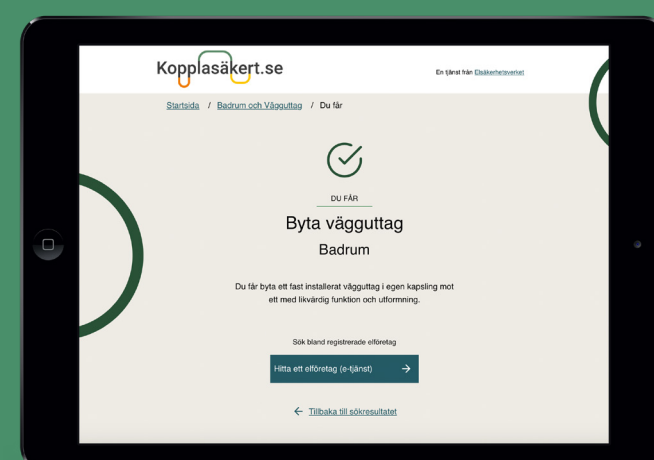 Kopplasäkert.se
En tjänst från Elsäkerhetsverket
Startsida / Badrum och Vägguttag / Du får
DU FÅR
Byta vägguttag
Badrum
Du får byta ett fast installerat vägguttag i egen kapsling mot
ett med likvärdig funktion och utformning.
Sök bland registrerade elföretag
Hitta ett elföretag (e-tjänst)
Tillbaka till sökresultatet